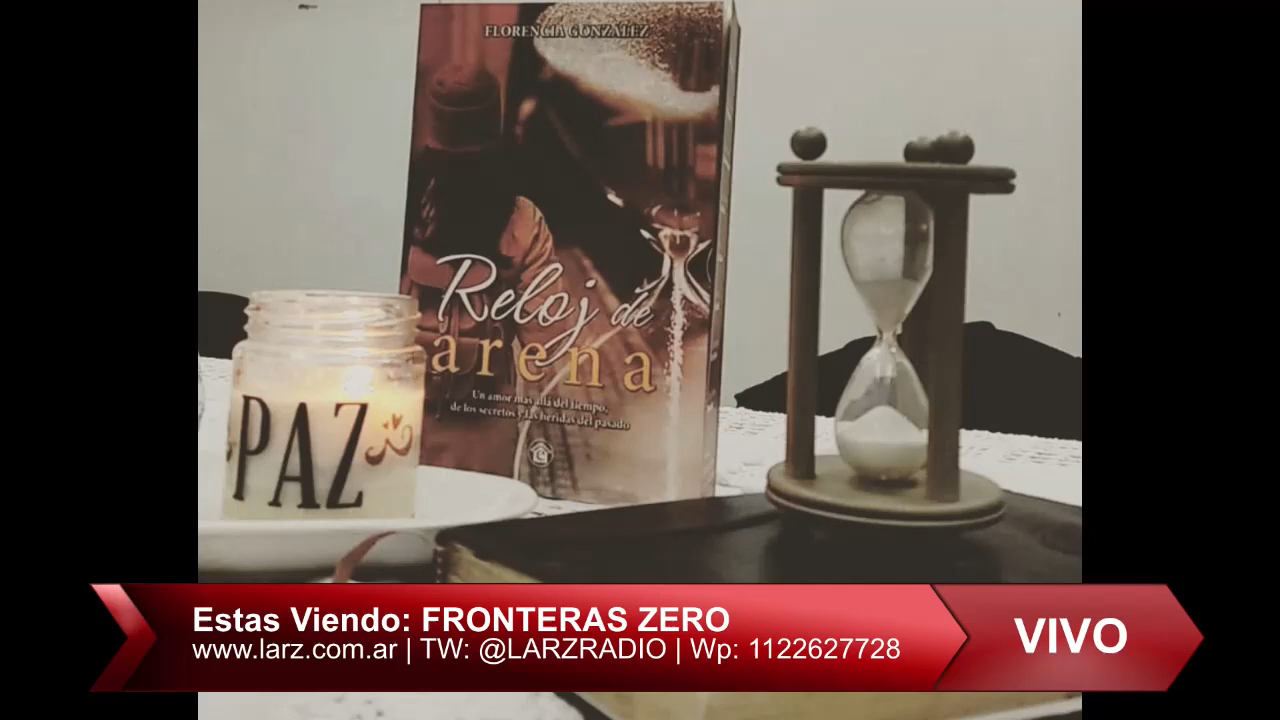 FLORENCIA GONZÁLEZ
Reloj de
arena
Un amor más allá del tiempo,
de los secretos y las heridas del pasado
PAZ
Estas Viendo: FRONTERAS ZERO
www.larz.com.ar | TW: @LARZRADIO | Wp: 1122627728
VIVO